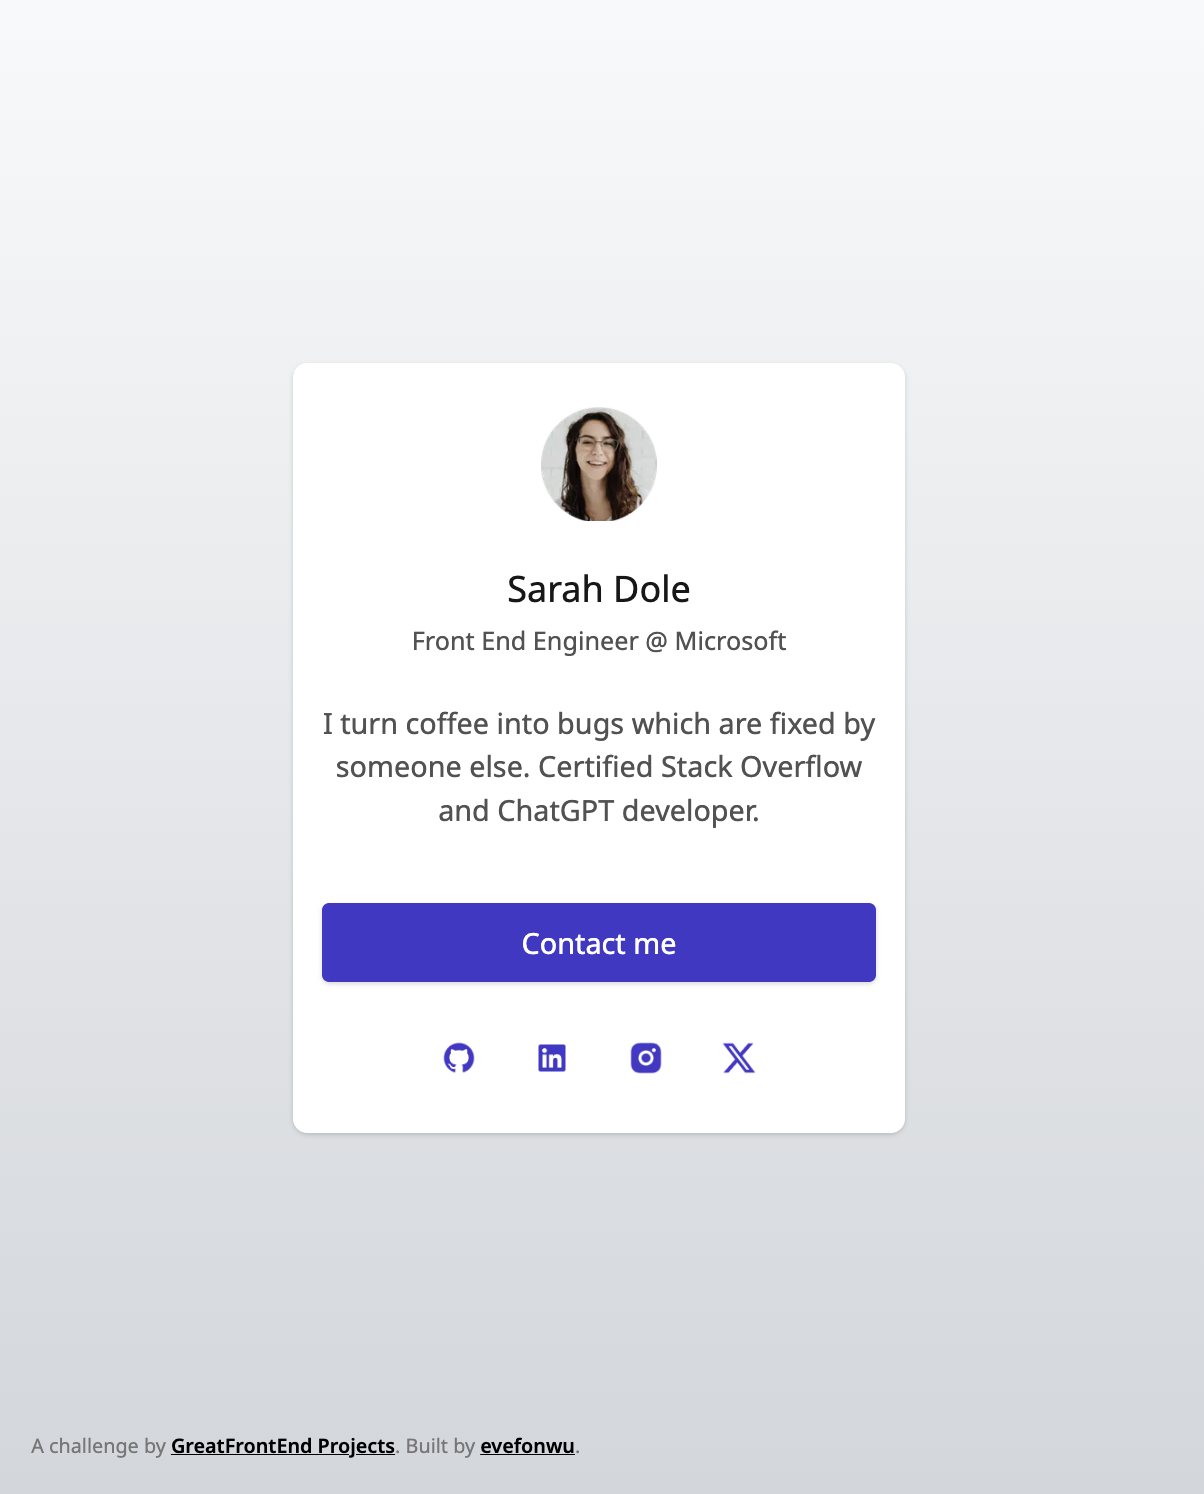 Sarah Dole
Front End Engineer @ Microsoft
I turn coffee into bugs which are fixed by
someone else. Certified Stack Overflow
and ChatGPT developer.
Contact me
in
A challenge by GreatFrontEnd Projects. Built by evefonwu.